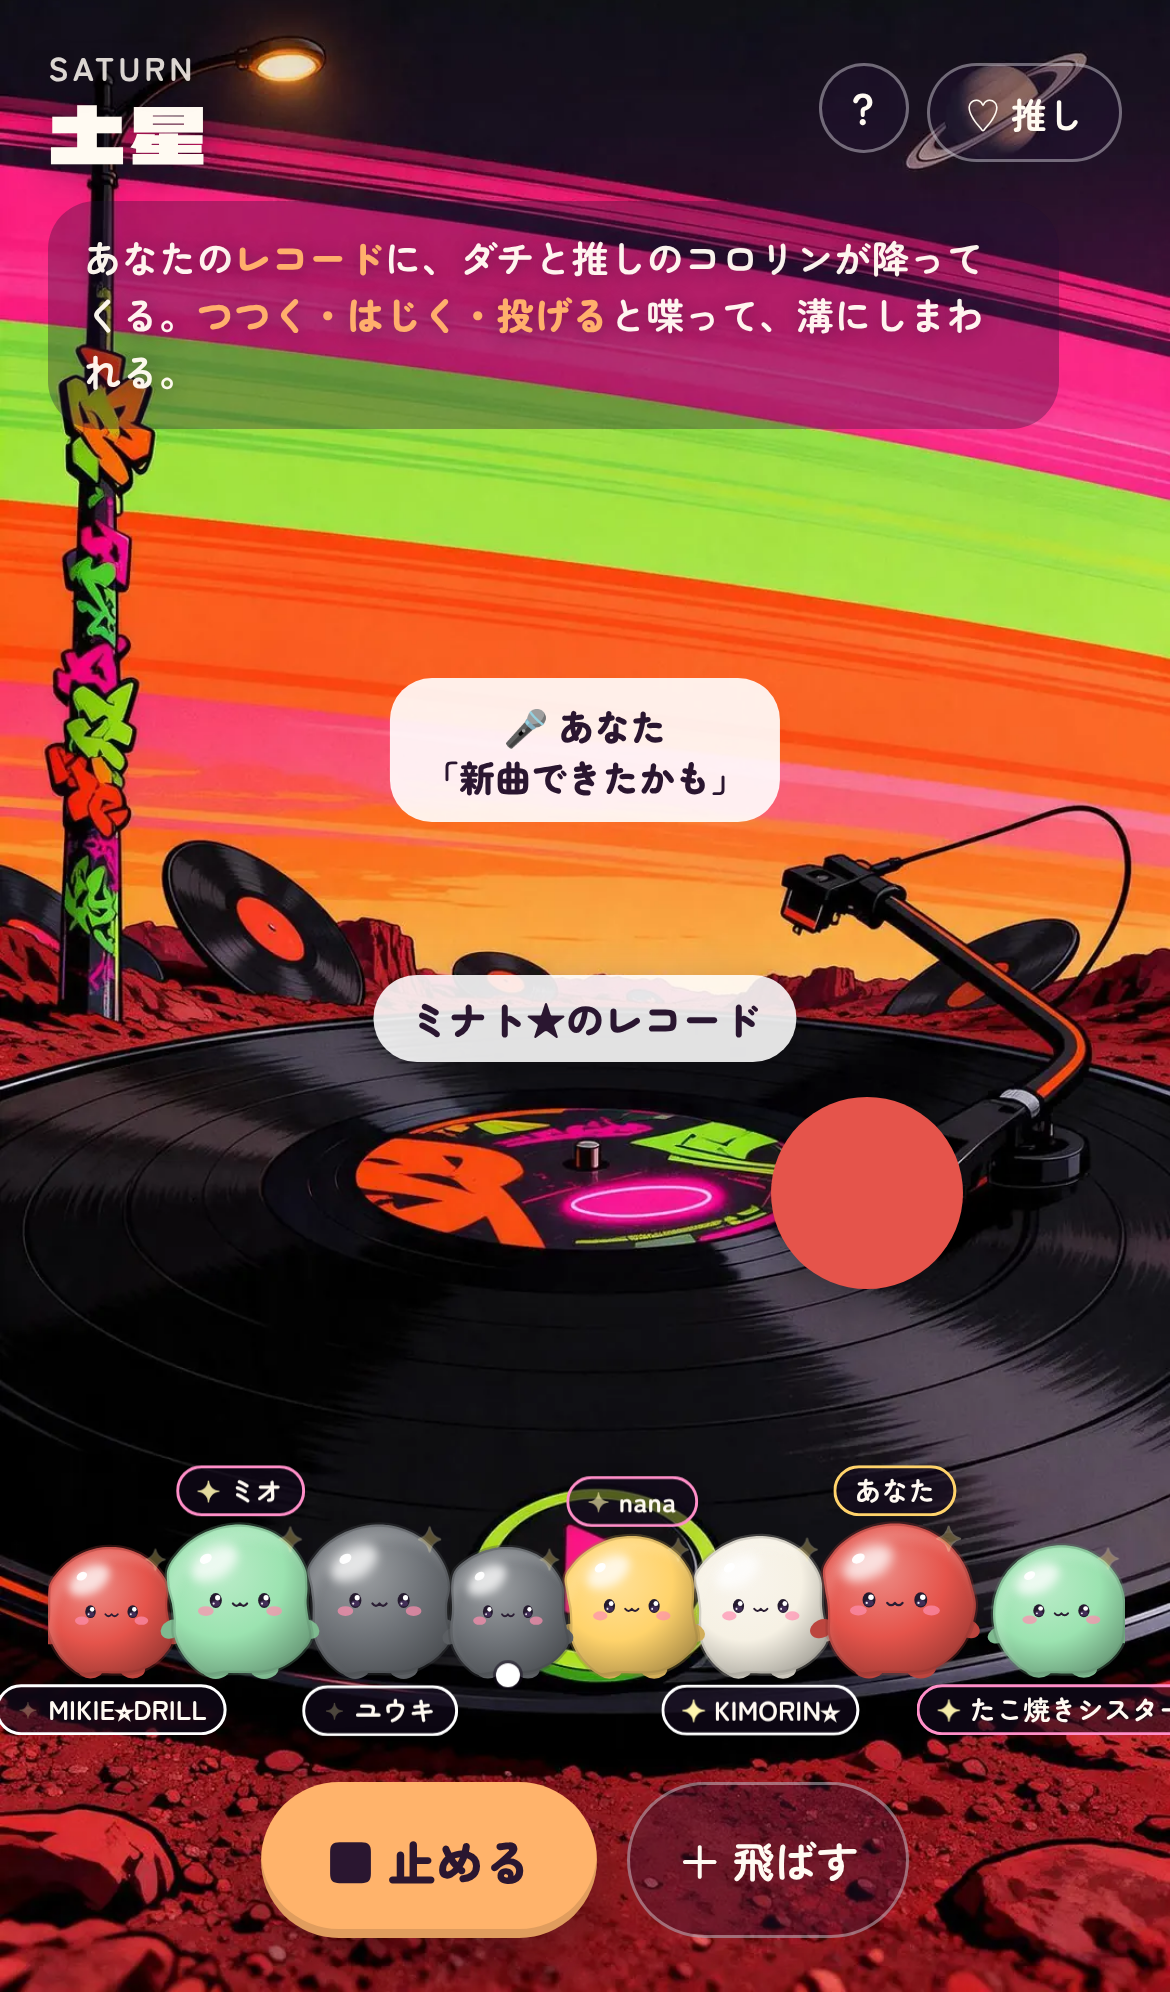 SATURN
土星
?
♡ 推し
あなたのレコードに、ダチと推しのコロリンが降って
くる。つつく・はじく・投げると喋って、溝にしまわ
れる。
🎤 あなた
「新曲できたかも」
ミナト★のレコード
✦ ミオ
✦ nana
あなた
✦ MIKIE★DRILL
✦ ユウキ
✦ KIMORIN★
✦ たこ焼きシスター
■ 止める
＋ 飛ばす